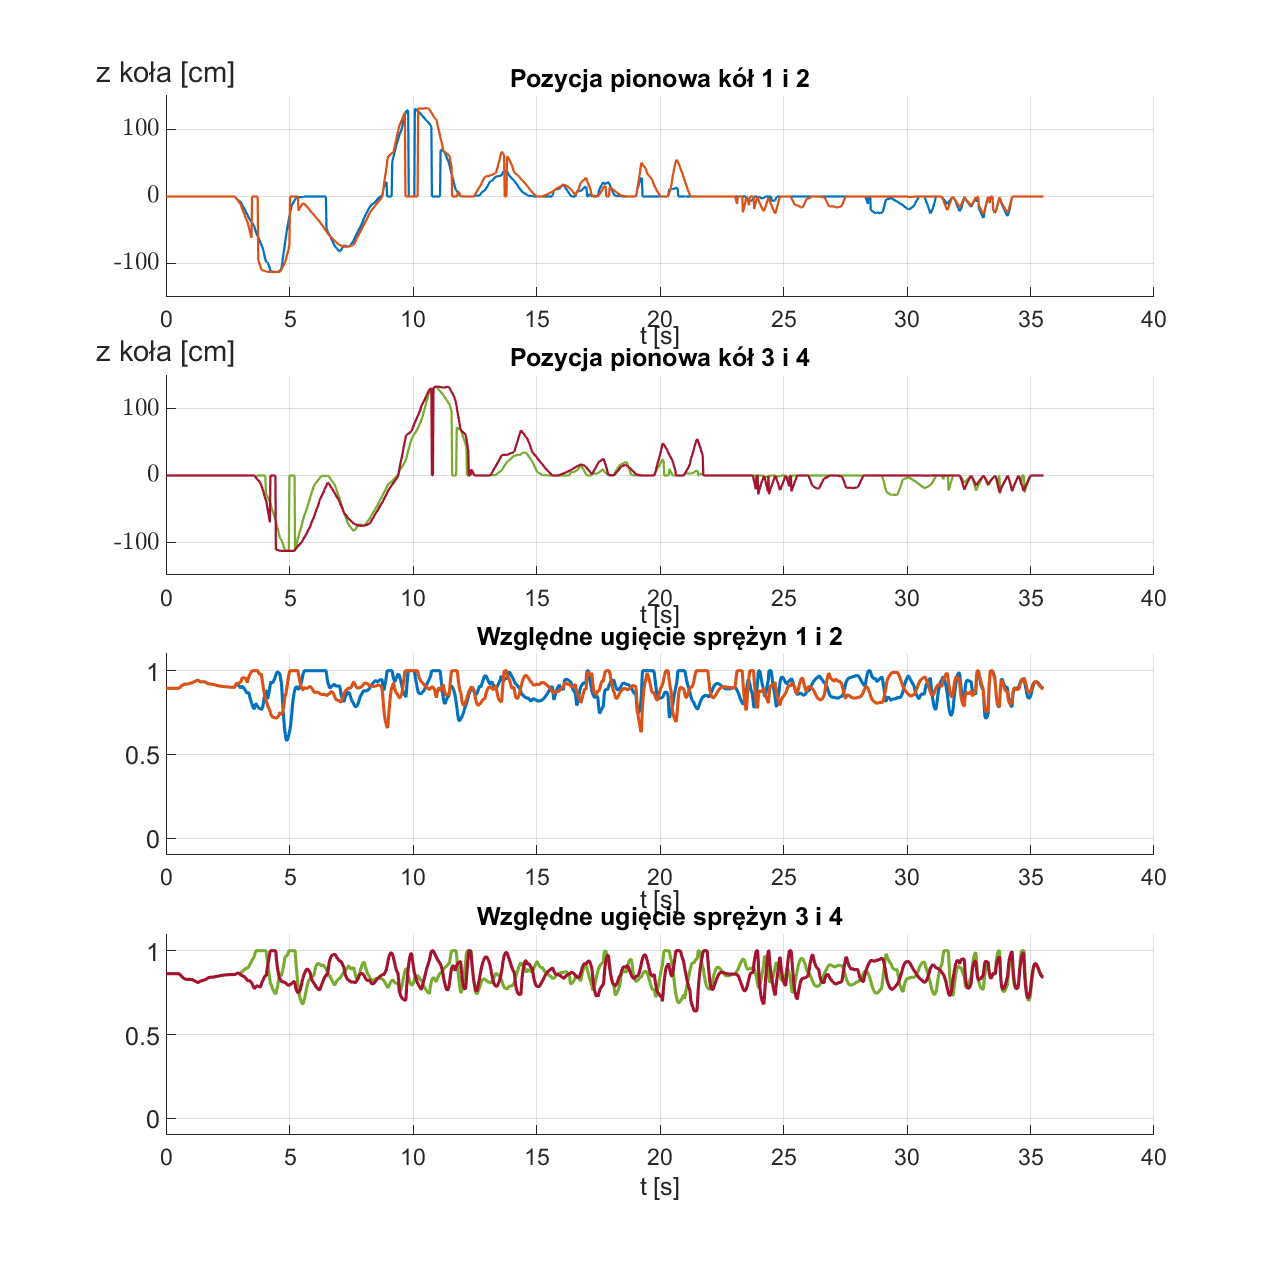 z koła [cm]
Pozycja pionowa kół 1 i 2
100
0
-100
0 5 10 15 20 25 30 35 40
t [s]
z koła [cm]
Pozycja pionowa kół 3 i 4
100
0
-100
0 5 10 15 20 25 30 35 40
t [s]
Względne ugięcie sprężyn 1 i 2
1
0.5
0
0 5 10 15 20 25 30 35 40
t [s]
Względne ugięcie sprężyn 3 i 4
1
0.5
0
0 5 10 15 20 25 30 35 40
t [s]